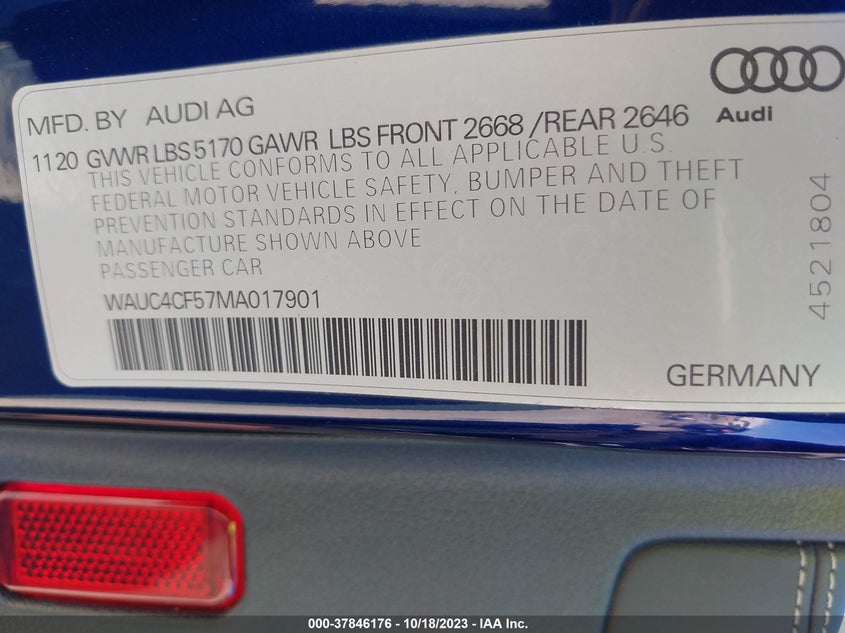 MFD. BY AUDI AG
Audi
1120 GVWR LBS 5170 GAWR LBS FRONT 2668 /REAR 2646
THIS VEHICLE CONFORMS TO ALL APPLICABLE U.S.
FEDERAL MOTOR VEHICLE SAFETY, BUMPER AND THEFT
PREVENTION STANDARDS IN EFFECT ON THE DATE OF
MANUFACTURE SHOWN ABOVE
PASSENGER CAR
WAUC4CF57MA017901
4521804
GERMANY
000-37846176 - 10/18/2023 - IAA Inc.